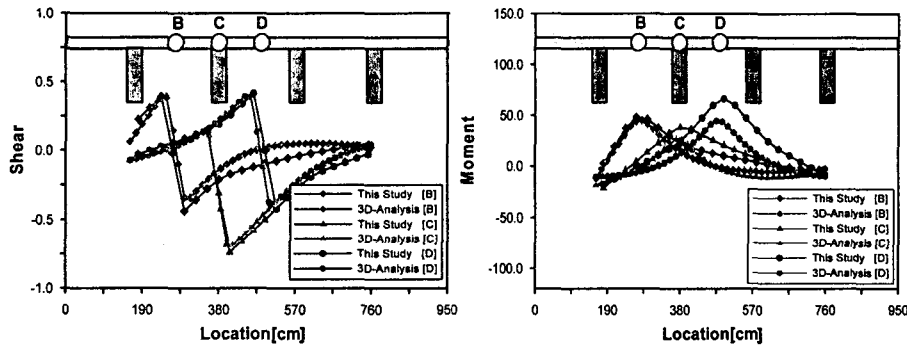 B C D
1.0
0.5
0.0
-0.5
-1.0
Shear
This Study [B]
3D-Analysis [B]
This Study [C]
3D-Analysis [C]
This Study [D]
3D-Analysis [D]
0 190 380 570 760 950
Location[cm]
B C D
150.0
100.0
50.0
0.0
-50.0
-100.0
Moment
This Study [B]
3D-Analysis [B]
This Study [C]
3D-Analysis [C]
This Study [D]
3D-Analysis [D]
0 190 380 570 760 950
Location[cm]